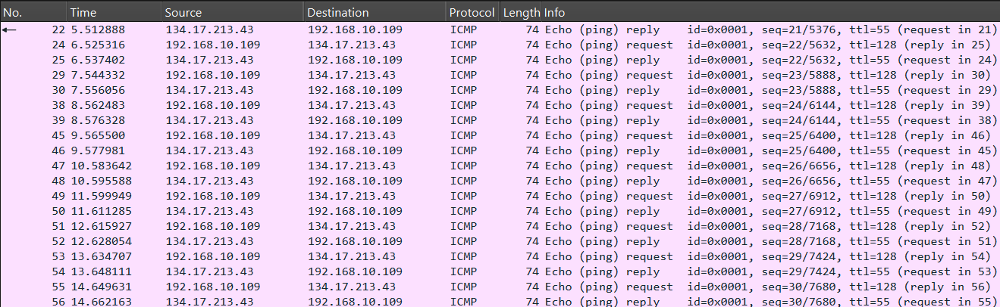 No. Time Source Destination Protocol Length Info
22 5.512888 134.17.213.43 192.168.10.109 ICMP 74 Echo (ping) reply id=0x0001, seq=21/5376, ttl=55 (request in 21)
24 6.525316 192.168.10.109 134.17.213.43 ICMP 74 Echo (ping) request id=0x0001, seq=22/5632, ttl=128 (reply in 25)
25 6.537402 134.17.213.43 192.168.10.109 ICMP 74 Echo (ping) reply id=0x0001, seq=22/5632, ttl=55 (request in 24)
29 7.544332 192.168.10.109 134.17.213.43 ICMP 74 Echo (ping) request id=0x0001, seq=23/5888, ttl=128 (reply in 30)
30 7.556056 134.17.213.43 192.168.10.109 ICMP 74 Echo (ping) reply id=0x0001, seq=23/5888, ttl=55 (request in 29)
38 8.562483 192.168.10.109 134.17.213.43 ICMP 74 Echo (ping) request id=0x0001, seq=24/6144, ttl=128 (reply in 39)
39 8.576328 134.17.213.43 192.168.10.109 ICMP 74 Echo (ping) reply id=0x0001, seq=24/6144, ttl=55 (request in 38)
45 9.565500 192.168.10.109 134.17.213.43 ICMP 74 Echo (ping) request id=0x0001, seq=25/6400, ttl=128 (reply in 46)
46 9.577981 134.17.213.43 192.168.10.109 ICMP 74 Echo (ping) reply id=0x0001, seq=25/6400, ttl=55 (request in 45)
47 10.583642 192.168.10.109 134.17.213.43 ICMP 74 Echo (ping) request id=0x0001, seq=26/6656, ttl=128 (reply in 48)
48 10.595588 134.17.213.43 192.168.10.109 ICMP 74 Echo (ping) reply id=0x0001, seq=26/6656, ttl=55 (request in 47)
49 11.599949 192.168.10.109 134.17.213.43 ICMP 74 Echo (ping) request id=0x0001, seq=27/6912, ttl=128 (reply in 50)
50 11.611285 134.17.213.43 192.168.10.109 ICMP 74 Echo (ping) reply id=0x0001, seq=27/6912, ttl=55 (request in 49)
51 12.615927 192.168.10.109 134.17.213.43 ICMP 74 Echo (ping) request id=0x0001, seq=28/7168, ttl=128 (reply in 52)
52 12.628054 134.17.213.43 192.168.10.109 ICMP 74 Echo (ping) reply id=0x0001, seq=28/7168, ttl=55 (request in 51)
53 13.634707 192.168.10.109 134.17.213.43 ICMP 74 Echo (ping) request id=0x0001, seq=29/7424, ttl=128 (reply in 54)
54 13.648111 134.17.213.43 192.168.10.109 ICMP 74 Echo (ping) reply id=0x0001, seq=29/7424, ttl=55 (request in 53)
55 14.649631 192.168.10.109 134.17.213.43 ICMP 74 Echo (ping) request id=0x0001, seq=30/7680, ttl=128 (reply in 56)
56 14.662163 134.17.213.43 192.168.10.109 ICMP 74 Echo (ping) reply id=0x0001, seq=30/7680, ttl=55 (request in 55)